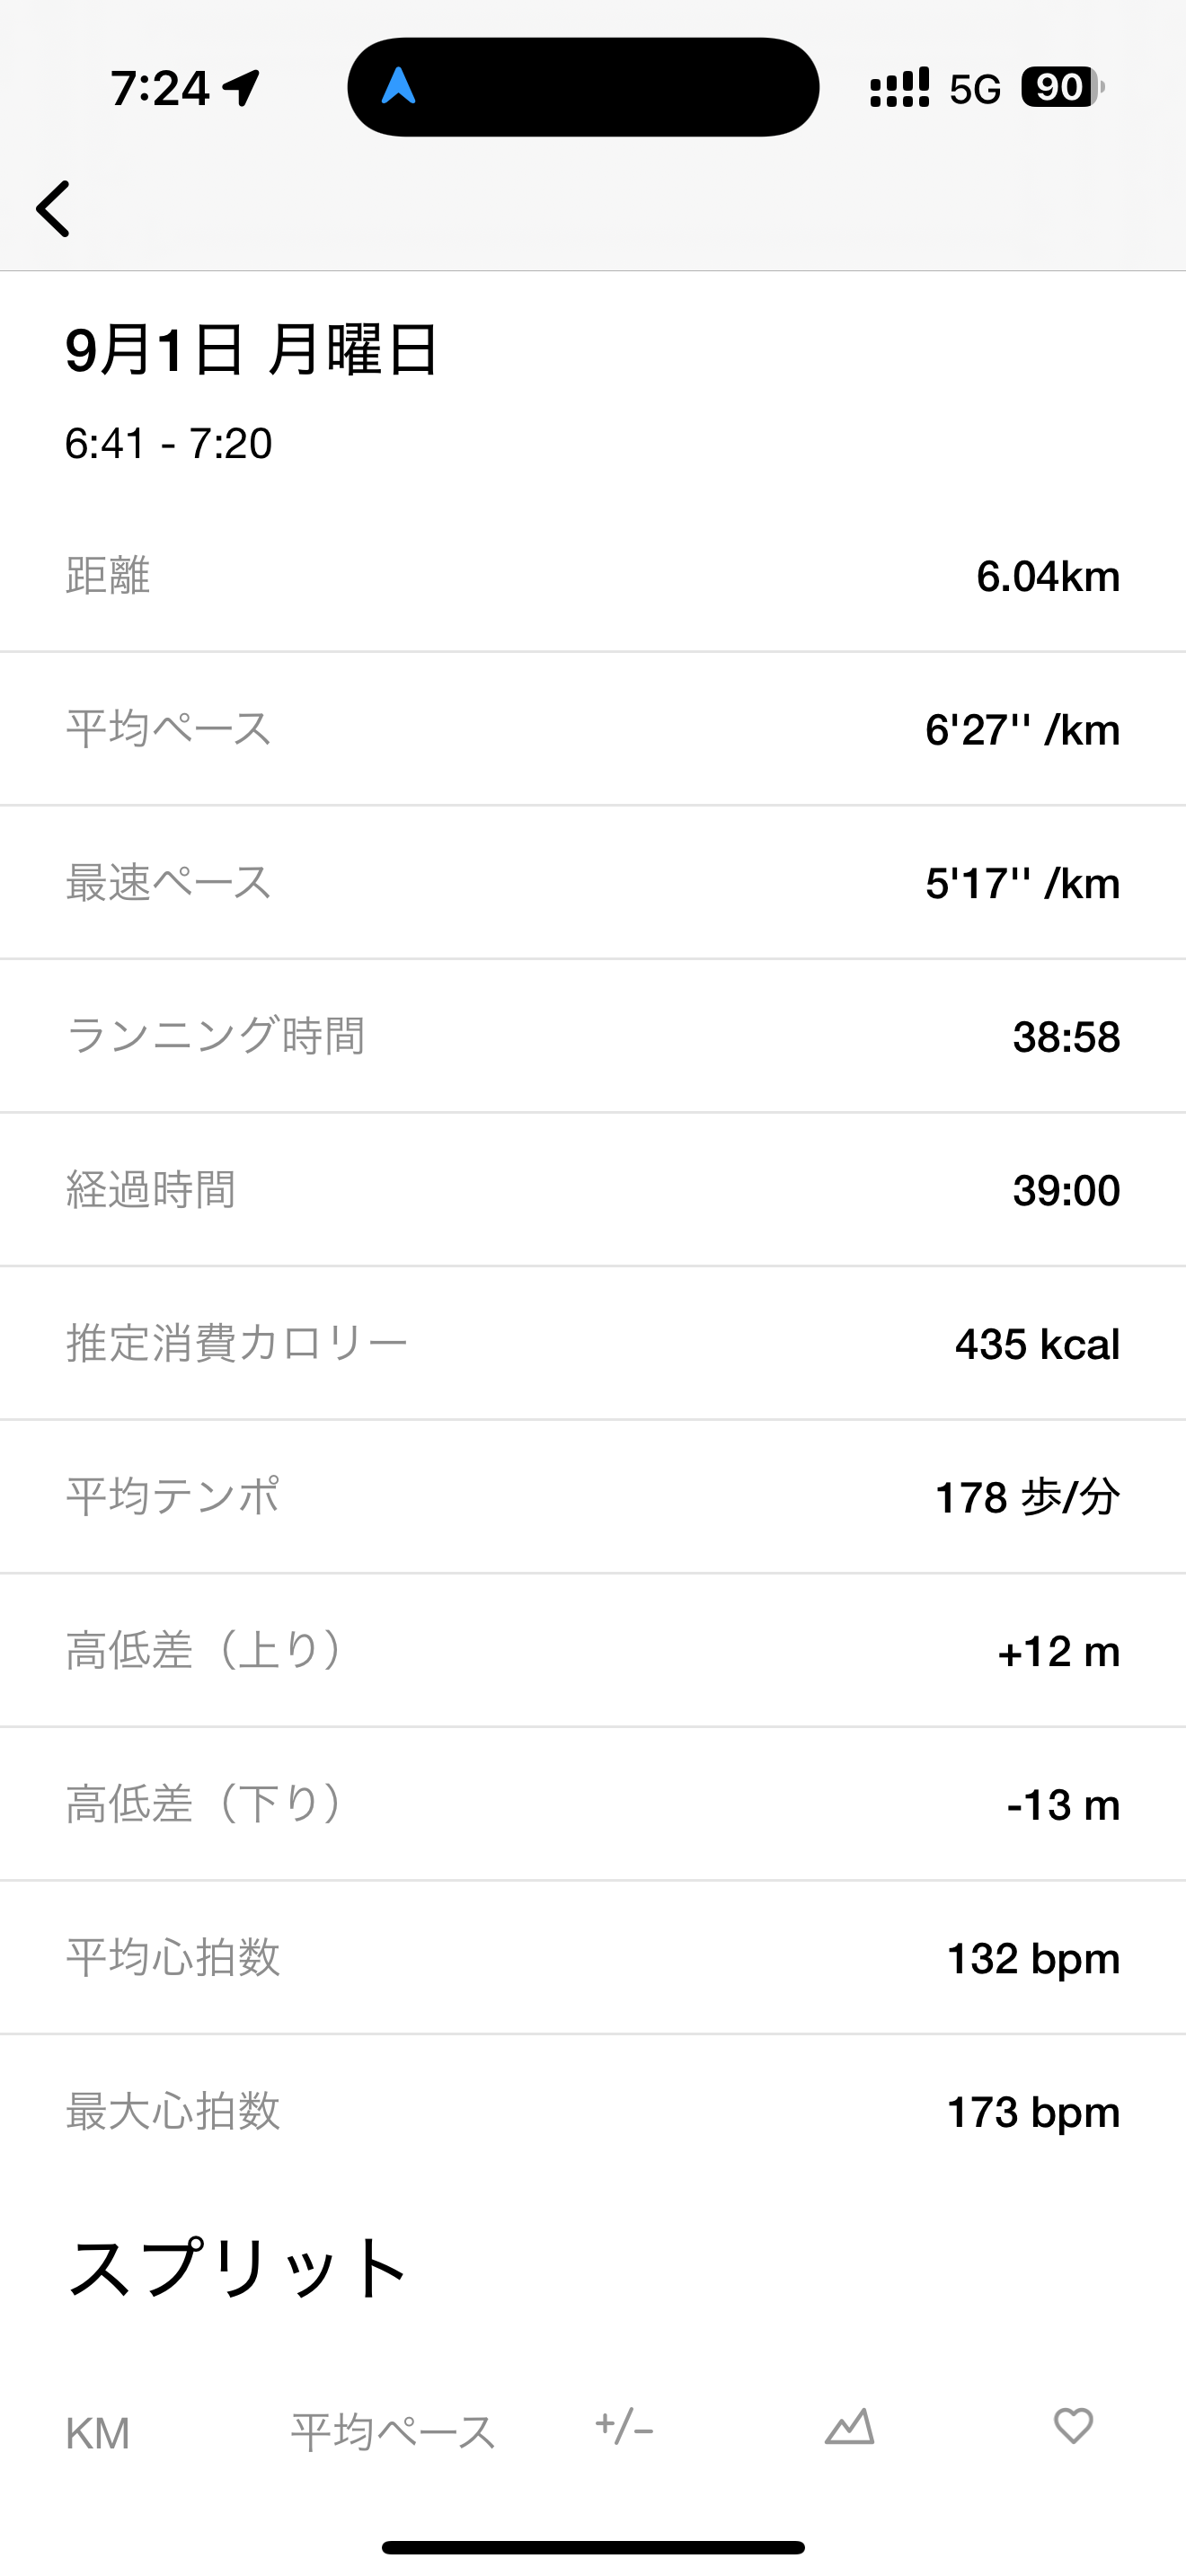 7:24 5G 90
9月1日 月曜日
6:41 - 7:20
距離 6.04km
平均ペース 6'27'' /km
最速ペース 5'17'' /km
ランニング時間 38:58
経過時間 39:00
推定消費カロリー 435 kcal
平均テンポ 178 歩/分
高低差（上り） +12 m
高低差（下り） -13 m
平均心拍数 132 bpm
最大心拍数 173 bpm
スプリット
KM 平均ペース +/-